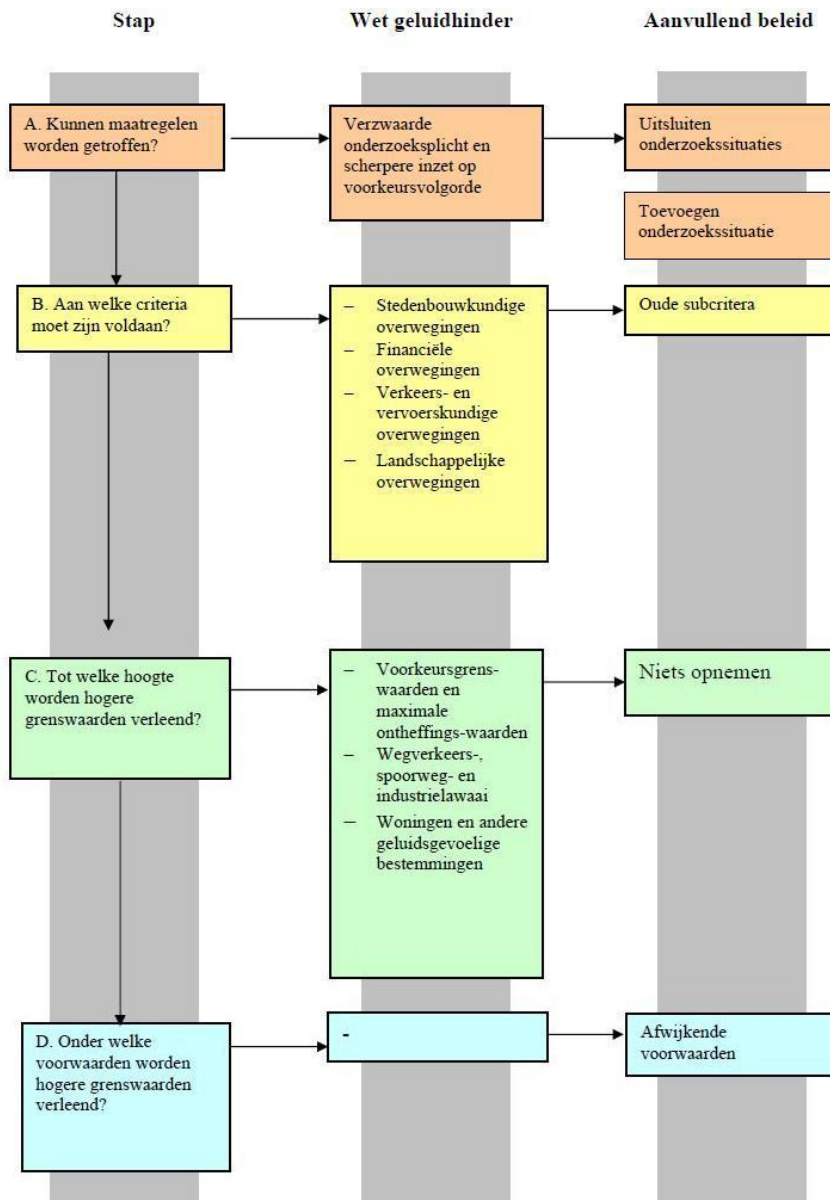 Stap
Wet geluidhinder
Aanvullend beleid
A. Kunnen maatregelen
worden getroffen?
Verzwaarde
onderzoeksplicht en
scherpere inzet op
voorkeursvolgorde
Uitsluiten
onderzoekssituaties
Toevoegen
onderzoekssituatie
B. Aan welke criteria
moet zijn voldaan?
– Stedenbouwkundige
overwegingen
– Financiële
overwegingen
– Verkeers- en
vervoerskundige
overwegingen
– Landschappelijke
overwegingen
Oude subcritera
C. Tot welke hoogte
worden hogere
grenswaarden verleend?
– Voorkeursgrens-
waarden en
maximale
ontheffings-waarden
– Wegverkeers-,
spoorweg- en
industrielawaai
– Woningen en andere
geluidsgevoelige
bestemmingen
Niets opnemen
D. Onder welke
voorwaarden worden
hogere grenswaarden
verleend?
-
Afwijkende
voorwaarden